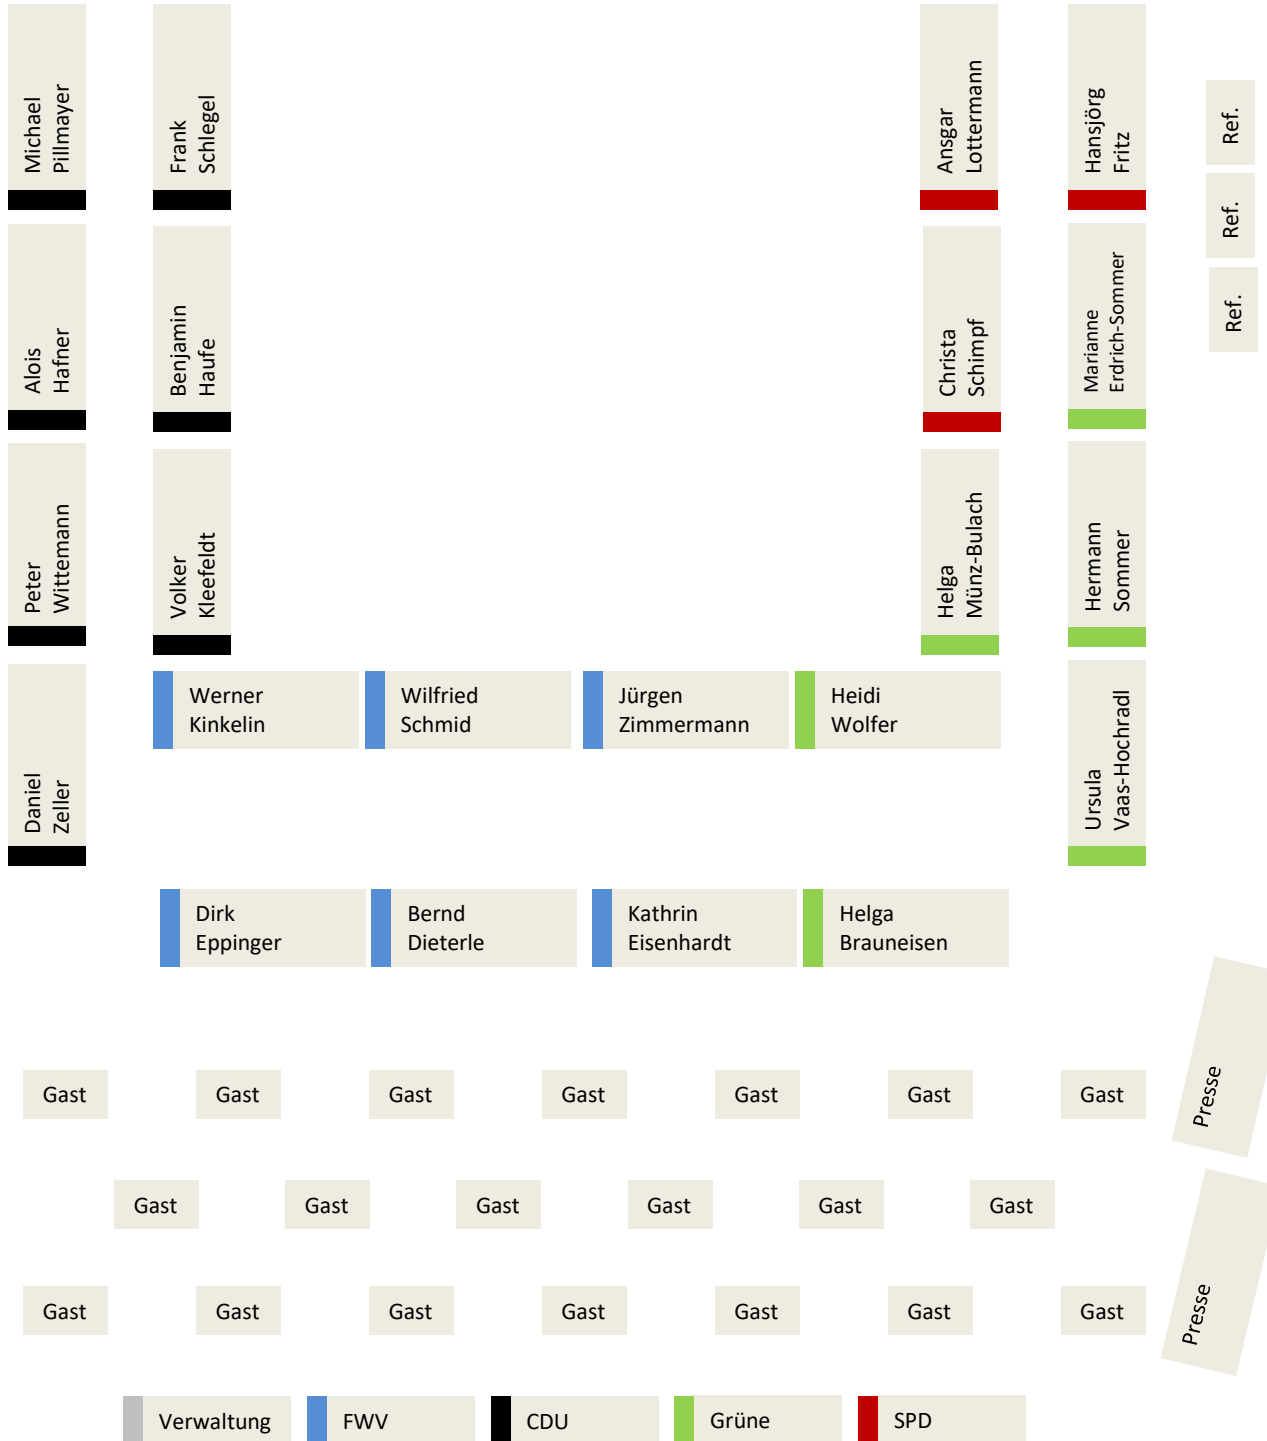 Michael
Pillmayer
Frank
Schlegel
Ansgar
Lottermann
Hansjörg
Fritz
Ref.
Ref.
Ref.
Alois
Hafner
Benjamin
Haufe
Christa
Schimpf
Marianne
Erdrich-Sommer
Peter
Wittemann
Volker
Kleefeldt
Helga
Münz-Bulach
Hermann
Sommer
Werner
Kinkelin
Wilfried
Schmid
Jürgen
Zimmermann
Heidi
Wolfer
Daniel
Zeller
Ursula
Vaas-Hochradl
Dirk
Eppinger
Bernd
Dieterle
Kathrin
Eisenhardt
Helga
Brauneisen
Gast
Gast
Gast
Gast
Gast
Gast
Gast
Presse
Gast
Gast
Gast
Gast
Gast
Gast
Gast
Gast
Gast
Gast
Gast
Gast
Gast
Presse
Verwaltung
FWV
CDU
Grüne
SPD